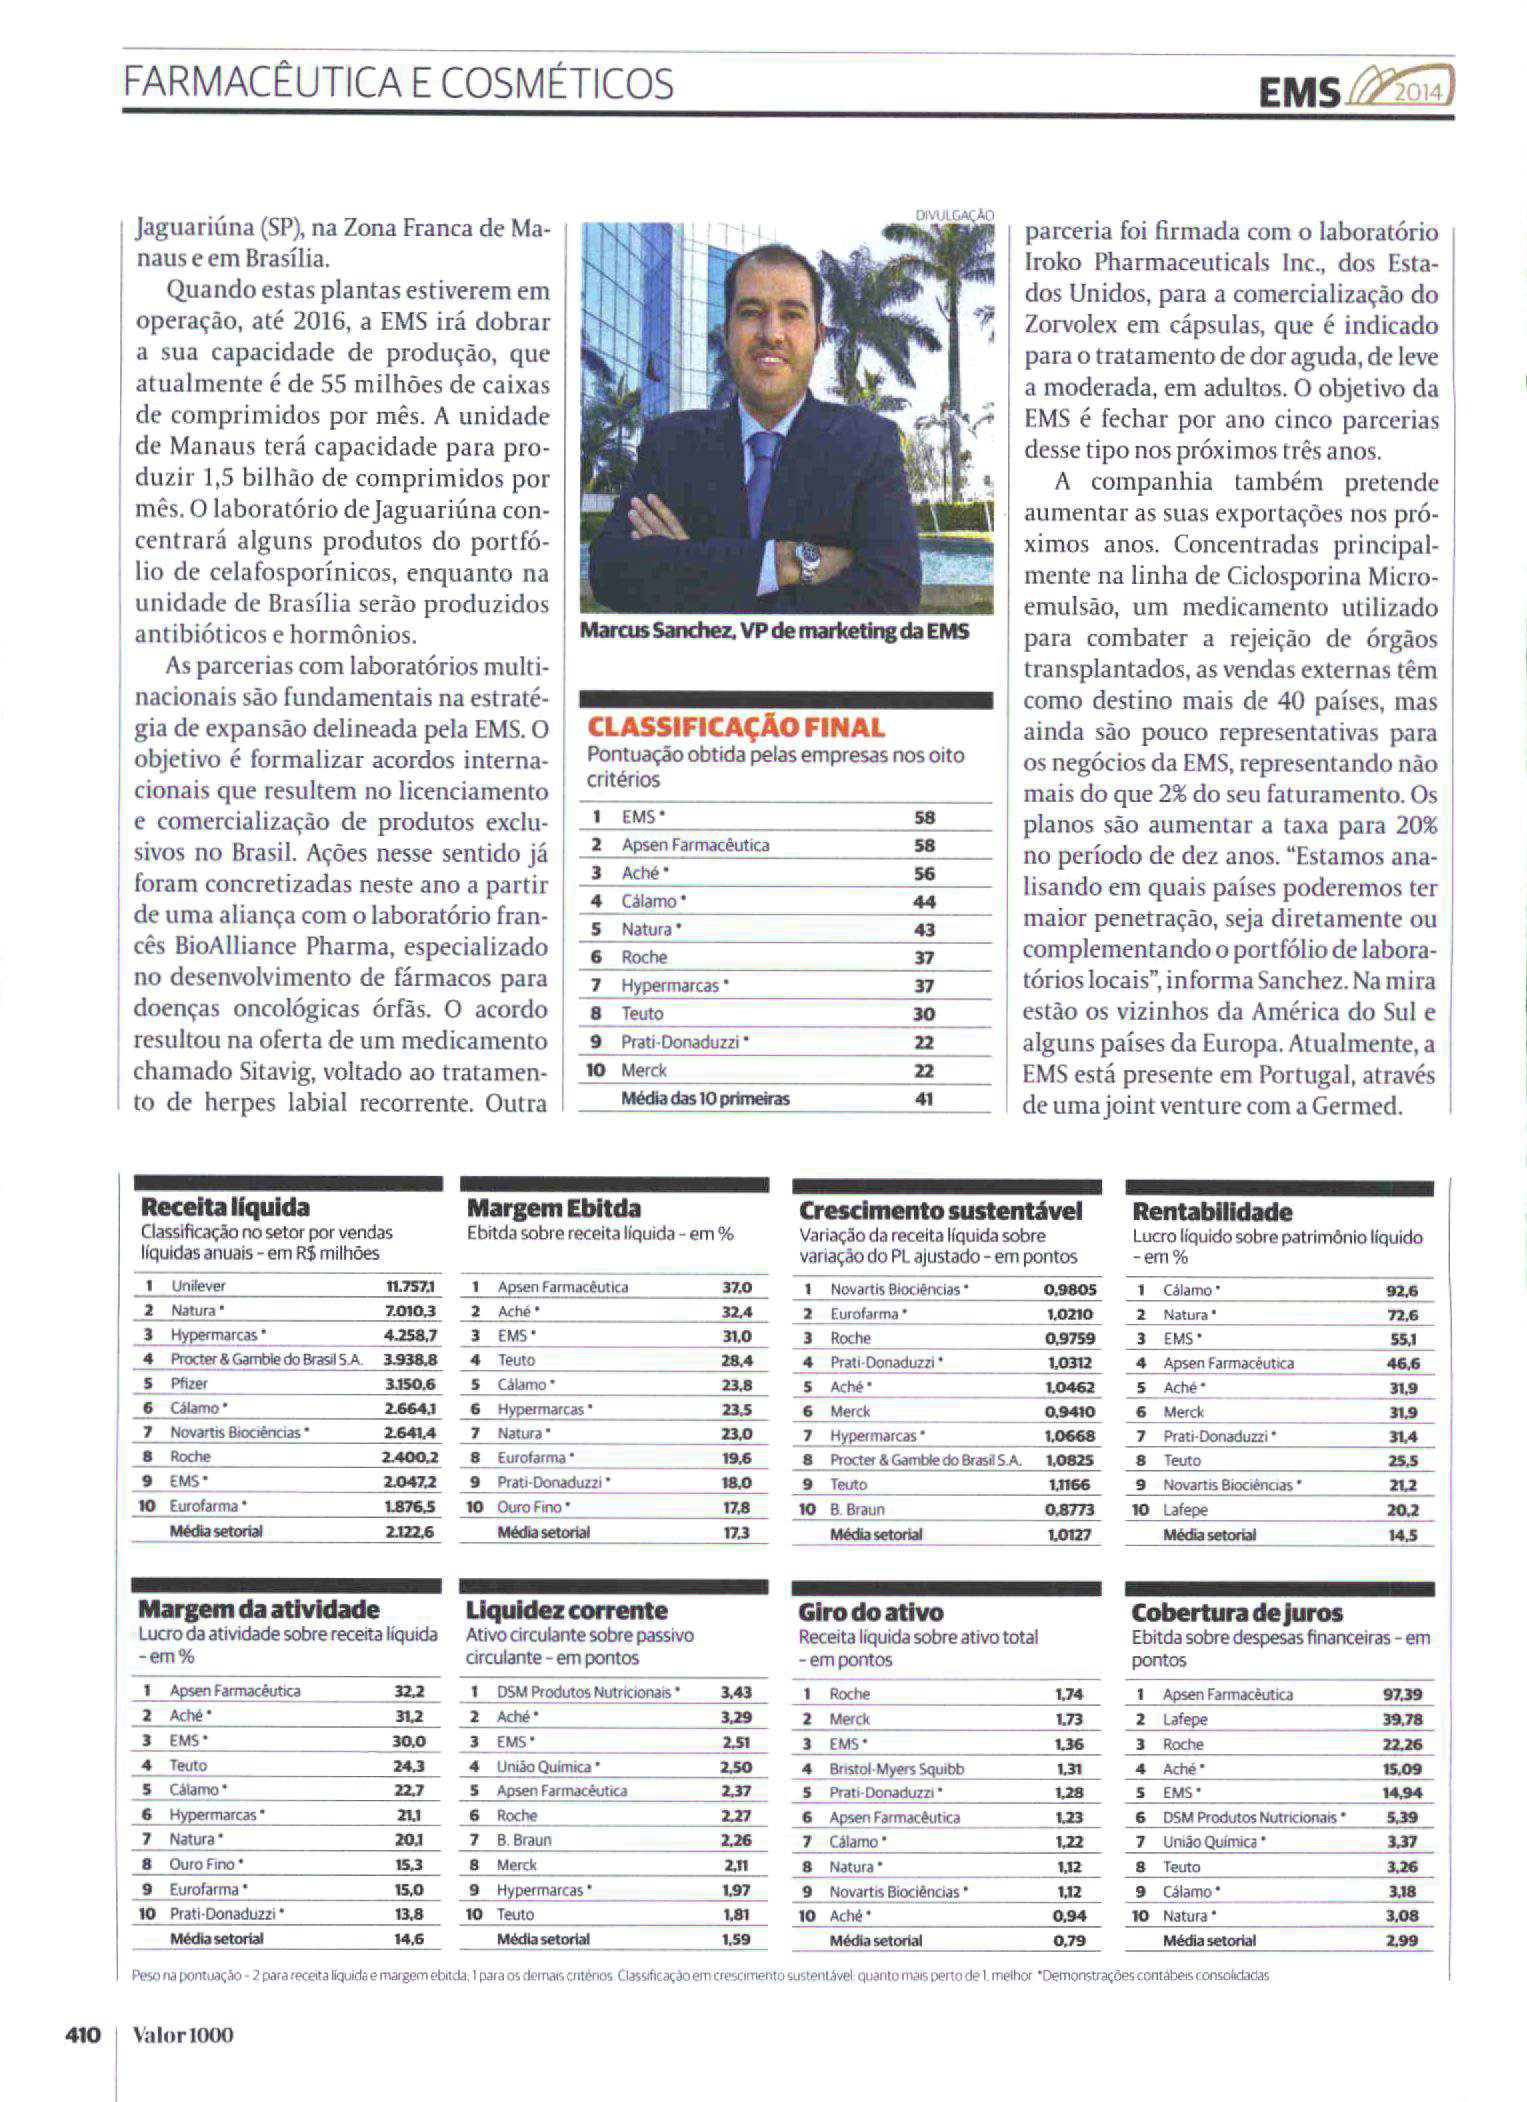 FARMACÊUTICA E COSMÉTICOS
EMS 2014
Jaguariúna (SP), na Zona Franca de Ma-
naus e em Brasília.
Quando estas plantas estiverem em
operação, até 2016, a EMS irá dobrar
a sua capacidade de produção, que
atualmente é de 55 milhões de caixas
de comprimidos por mês. A unidade
de Manaus terá capacidade para pro-
duzir 1,5 bilhão de comprimidos por
mês. O laboratório de Jaguariúna con-
centrará alguns produtos do portfó-
lio de celafosporínicos, enquanto na
unidade de Brasília serão produzidos
antibióticos e hormônios.
As parcerias com laboratórios multi-
nacionais são fundamentais na estraté-
gia de expansão delineada pela EMS. O
objetivo é formalizar acordos interna-
cionais que resultem no licenciamento
e comercialização de produtos exclu-
sivos no Brasil. Ações nesse sentido já
foram concretizadas neste ano a partir
de uma aliança com o laboratório fran-
cês BioAlliance Pharma, especializado
no desenvolvimento de fármacos para
doenças oncológicas órfãs. O acordo
resultou na oferta de um medicamento
chamado Sitavig, voltado ao tratamen-
to de herpes labial recorrente. Outra
DIVULGAÇÃO
Marcus Sanchez, VP de marketing da EMS
CLASSIFICAÇÃO FINAL
Pontuação obtida pelas empresas nos oito
critérios
1 EMS* 58
2 Apsen Farmacêutica 58
3 Aché* 56
4 Cálamo* 44
5 Natura* 43
6 Roche 37
7 Hypermarcas* 37
8 Teuto 30
9 Prati-Donaduzzi* 22
10 Merck 22
Média das 10 primeiras 41
parceria foi firmada com o laboratório
Iroko Pharmaceuticals Inc., dos Esta-
dos Unidos, para a comercialização do
Zorvolex em cápsulas, que é indicado
para o tratamento de dor aguda, de leve
a moderada, em adultos. O objetivo da
EMS é fechar por ano cinco parcerias
desse tipo nos próximos três anos.
A companhia também pretende
aumentar as suas exportações nos pró-
ximos anos. Concentradas principal-
mente na linha de Ciclosporina Micro-
emulsão, um medicamento utilizado
para combater a rejeição de órgãos
transplantados, as vendas externas têm
como destino mais de 40 países, mas
ainda são pouco representativas para
os negócios da EMS, representando não
mais do que 2% do seu faturamento. Os
planos são aumentar a taxa para 20%
no período de dez anos. “Estamos ana-
lisando em quais países poderemos ter
maior penetração, seja diretamente ou
complementando o portfólio de labora-
tórios locais”, informa Sanchez. Na mira
estão os vizinhos da América do Sul e
alguns países da Europa. Atualmente, a
EMS está presente em Portugal, através
de uma joint venture com a Germed.
Receita líquida
Classificação no setor por vendas
líquidas anuais - em R$ milhões
1 Unilever 11.757,1
2 Natura* 7.010,3
3 Hypermarcas* 4.258,7
4 Procter & Gamble do Brasil S.A. 3.938,8
5 Pfizer 3.150,6
6 Cálamo* 2.664,1
7 Novartis Biociências* 2.641,4
8 Roche 2.400,2
9 EMS* 2.047,2
10 Eurofarma* 1.876,5
Média setorial 2.122,6
Margem Ebitda
Ebitda sobre receita líquida - em %
1 Apsen Farmacêutica 37,0
2 Aché* 32,4
3 EMS* 31,0
4 Teuto 28,4
5 Cálamo* 23,8
6 Hypermarcas* 23,5
7 Natura* 23,0
8 Eurofarma* 19,6
9 Prati-Donaduzzi* 18,0
10 Ouro Fino* 17,8
Média setorial 17,3
Crescimento sustentável
Variação da receita líquida sobre
variação do PL ajustado - em pontos
1 Novartis Biociências* 0,9805
2 Eurofarma* 1,0210
3 Roche 0,9759
4 Prati-Donaduzzi* 1,0312
5 Aché* 1,0462
6 Merck 0,9410
7 Hypermarcas* 1,0668
8 Procter & Gamble do Brasil S.A. 1,0825
9 Teuto 1,1166
10 B. Braun 0,8773
Média setorial 1,0127
Rentabilidade
Lucro líquido sobre patrimônio líquido
- em %
1 Cálamo* 92,6
2 Natura* 72,6
3 EMS* 55,1
4 Apsen Farmacêutica 46,6
5 Aché* 31,9
6 Merck 31,9
7 Prati-Donaduzzi* 31,4
8 Teuto 25,5
9 Novartis Biociências* 21,2
10 Lafepe 20,2
Média setorial 14,5
Margem da atividade
Lucro da atividade sobre receita líquida
- em %
1 Apsen Farmacêutica 32,2
2 Aché* 31,2
3 EMS* 30,0
4 Teuto 24,3
5 Cálamo* 22,7
6 Hypermarcas* 21,1
7 Natura* 20,1
8 Ouro Fino* 15,3
9 Eurofarma* 15,0
10 Prati-Donaduzzi* 13,8
Média setorial 14,6
Liquidez corrente
Ativo circulante sobre passivo
circulante - em pontos
1 DSM Produtos Nutricionais* 3,43
2 Aché* 3,29
3 EMS* 2,51
4 União Química* 2,50
5 Apsen Farmacêutica 2,37
6 Roche 2,27
7 B. Braun 2,26
8 Merck 2,11
9 Hypermarcas* 1,97
10 Teuto 1,81
Média setorial 1,59
Giro do ativo
Receita líquida sobre ativo total
- em pontos
1 Roche 1,74
2 Merck 1,73
3 EMS* 1,36
4 Bristol-Myers Squibb 1,31
5 Prati-Donaduzzi* 1,28
6 Apsen Farmacêutica 1,23
7 Cálamo* 1,22
8 Natura* 1,12
9 Novartis Biociências* 1,12
10 Aché* 0,94
Média setorial 0,79
Cobertura de juros
Ebitda sobre despesas financeiras - em
pontos
1 Apsen Farmacêutica 97,39
2 Lafepe 39,78
3 Roche 22,26
4 Aché* 15,09
5 EMS* 14,94
6 DSM Produtos Nutricionais* 5,39
7 União Química* 3,37
8 Teuto 3,26
9 Cálamo* 3,18
10 Natura* 3,08
Média setorial 2,99
Peso na pontuação - 2 para receita líquida e margem ebitda; 1 para os demais critérios. Classificação em crescimento sustentável: quanto mais perto de 1, melhor. *Demonstrações contábeis consolidadas
410 Valor1000